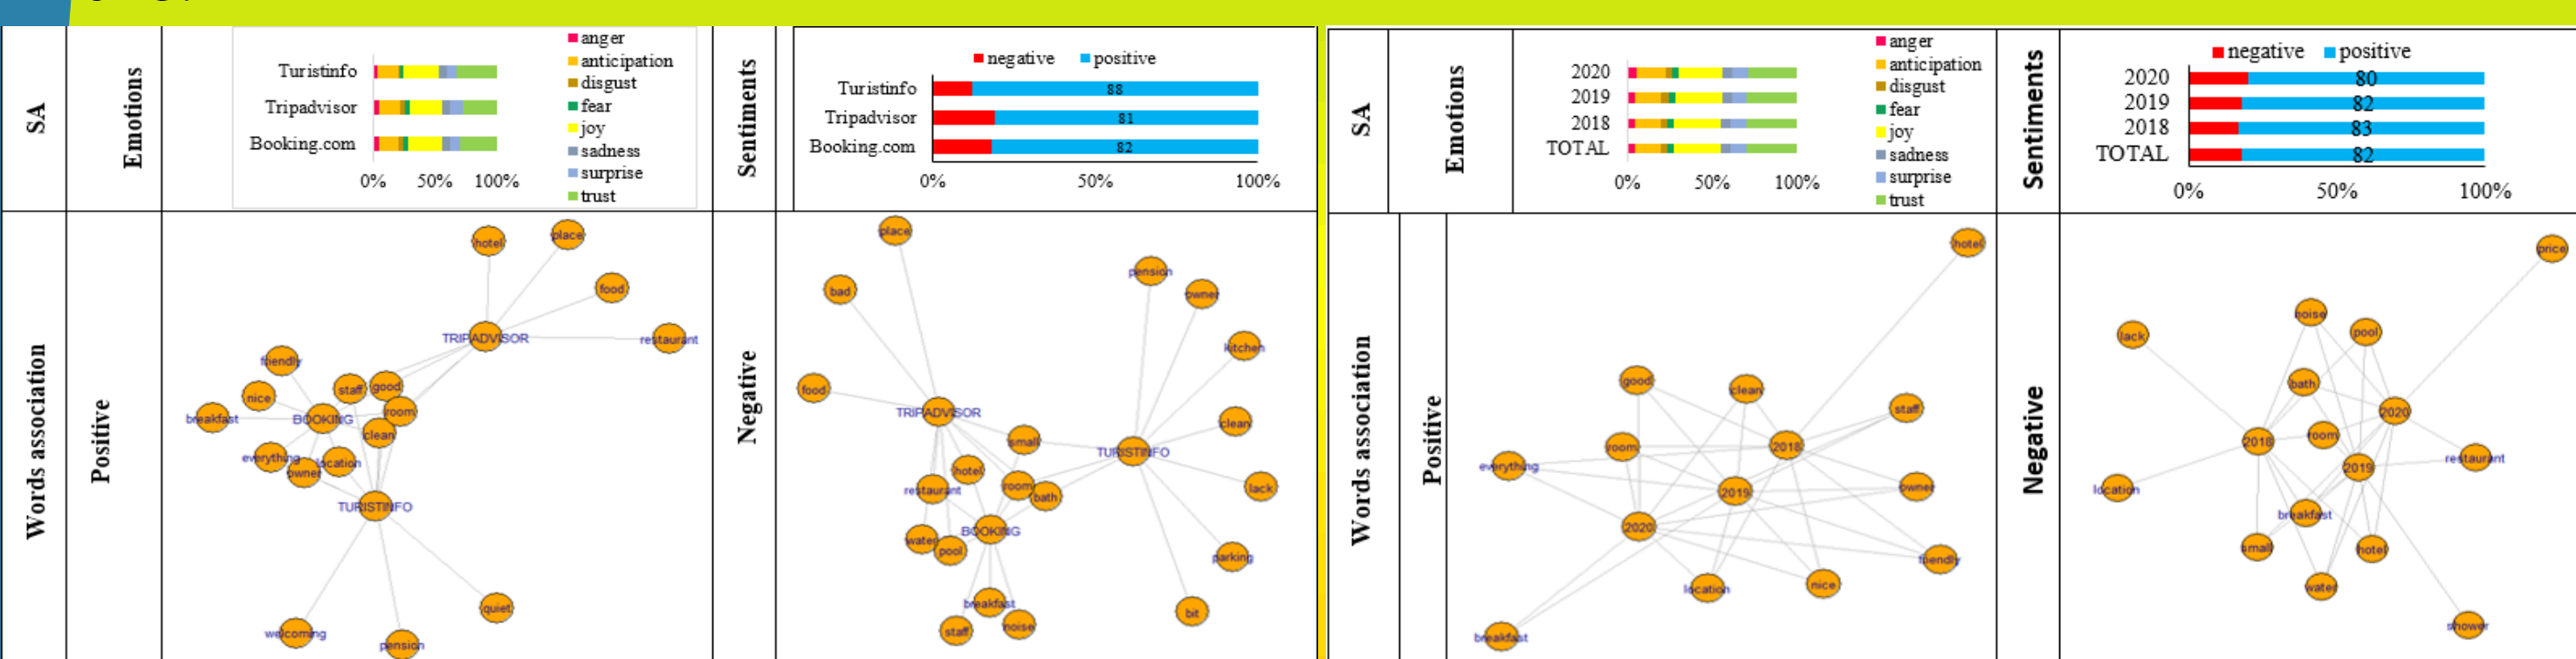 SA
Emotions
Turistinfo
Tripadvisor
Booking.com
0% 50% 100%
anger
anticipation
disgust
fear
joy
sadness
surprise
trust
Sentiments
negative positive
Turistinfo 88
Tripadvisor 81
Booking.com 82
0% 50% 100%
SA
Emotions
2020
2019
2018
TOTAL
0% 50% 100%
anger
anticipation
disgust
fear
joy
sadness
surprise
trust
Sentiments
negative positive
2020 80
2019 82
2018 83
TOTAL 82
0% 50% 100%
Words association
Positive
hotel
place
food
TRIPADVISOR
restaurant
friendly
staff
good
nice
room
breakfast
BOOKING
clean
everything
location
owner
TURISTINFO
quiet
welcoming
pension
Negative
place
pension
bad
owner
kitchen
food
TRIPADVISOR
clean
small
TURISTINFO
hotel
restaurant
room
lack
bath
BOOKING
water
pool
parking
breakfast
bit
staff
noise
Words association
Positive
hotel
good
clean
staff
room
2018
everything
2019
owner
2020
friendly
location
nice
breakfast
Negative
price
noise
lack
pool
bath
2020
room
2018
restaurant
2019
location
breakfast
small
hotel
water
shower